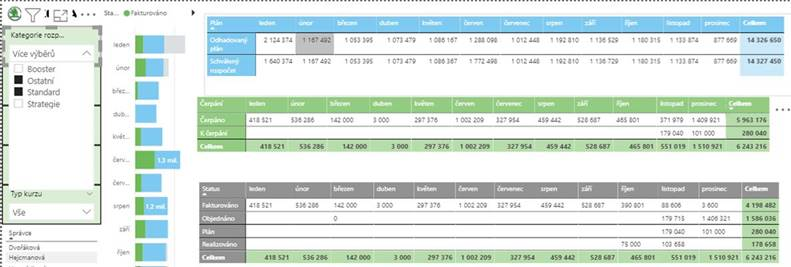 Sta... Fakturováno
Kategorie rozp...
Více výběrů
Booster
Ostatní
Standard
Strategie
Typ kurzu
Vše
Správce
Dvořáková
Hejcmanová
leden
únor
břez...
dub...
květ...
červ... 1,3 mil.
červ...
srpen 1,2 mil.
září
říjen
Plán leden únor březen duben květen červen červenec srpen září říjen listopad prosinec Celkem
Odhadovaný plán 2 124 374 1 167 492 1 053 395 1 073 479 1 086 167 1 288 098 1 012 448 1 192 810 1 136 529 1 180 315 1 133 874 877 669 14 326 650
Schválený rozpočet 1 640 374 1 167 492 1 053 395 1 073 479 1 086 367 1 772 498 1 012 448 1 192 810 1 136 729 1 180 315 1 133 874 877 669 14 327 450
Čerpání leden únor březen duben květen červen červenec srpen září říjen listopad prosinec Celkem
Čerpáno 418 521 536 286 142 000 3 000 297 376 1 002 209 327 954 459 442 528 687 465 801 371 979 1 409 921 5 963 176
K čerpání 179 040 101 000 280 040
Celkem 418 521 536 286 142 000 3 000 297 376 1 002 209 327 954 459 442 528 687 465 801 551 019 1 510 921 6 243 216
Status leden únor březen duben květen červen červenec srpen září říjen listopad prosinec Celkem
Fakturováno 418 521 536 286 142 000 3 000 297 376 1 002 209 327 954 459 442 528 687 390 801 88 606 3 600 4 198 482
Objednáno 0 179 715 1 406 321 1 586 036
Plán 179 040 101 000 280 040
Realizováno 75 000 103 658 178 658
Celkem 418 521 536 286 142 000 3 000 297 376 1 002 209 327 954 459 442 528 687 465 801 551 019 1 510 921 6 243 216